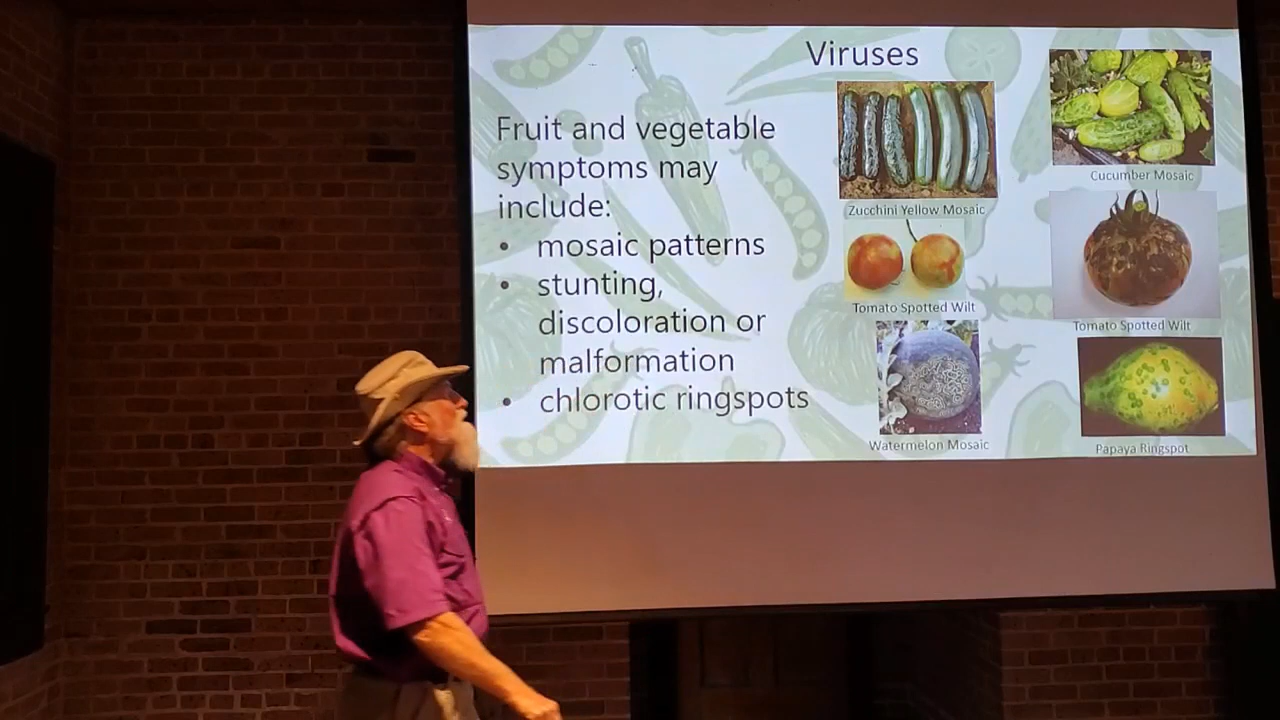 Viruses
Fruit and vegetable
symptoms may
include:
• mosaic patterns
• stunting,
discoloration or
malformation
• chlorotic ringspots
Zucchini Yellow Mosaic
Cucumber Mosaic
Tomato Spotted Wilt
Tomato Spotted Wilt
Watermelon Mosaic
Papaya Ringspot